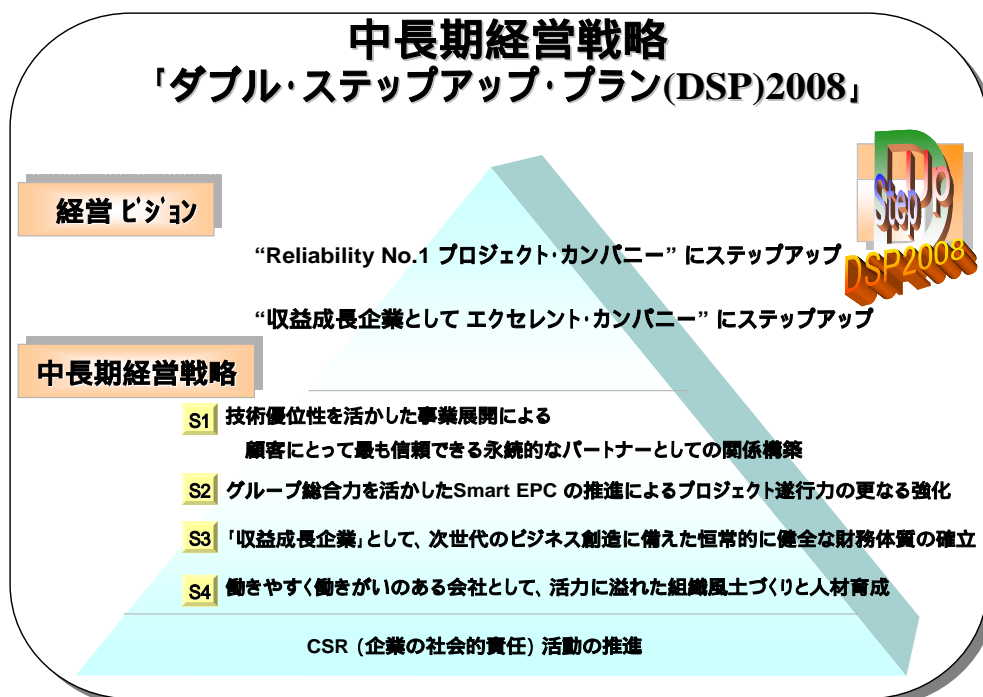 中長期経営戦略
「ダブル・ステップアップ・プラン(DSP)2008」
D Step Up
DSP2008
経営 ビジョン
“Reliability No.1 プロジェクト・カンパニー” にステップアップ
“収益成長企業として エクセレント・カンパニー” にステップアップ
中長期経営戦略
S1 技術優位性を活かした事業展開による
顧客にとって最も信頼できる永続的なパートナーとしての関係構築
S2 グループ総合力を活かしたSmart EPC の推進によるプロジェクト遂行力の更なる強化
S3 「収益成長企業」として、次世代のビジネス創造に備えた恒常的に健全な財務体質の確立
S4 働きやすく働きがいのある会社として、活力に溢れた組織風土づくりと人材育成
CSR (企業の社会的責任) 活動の推進